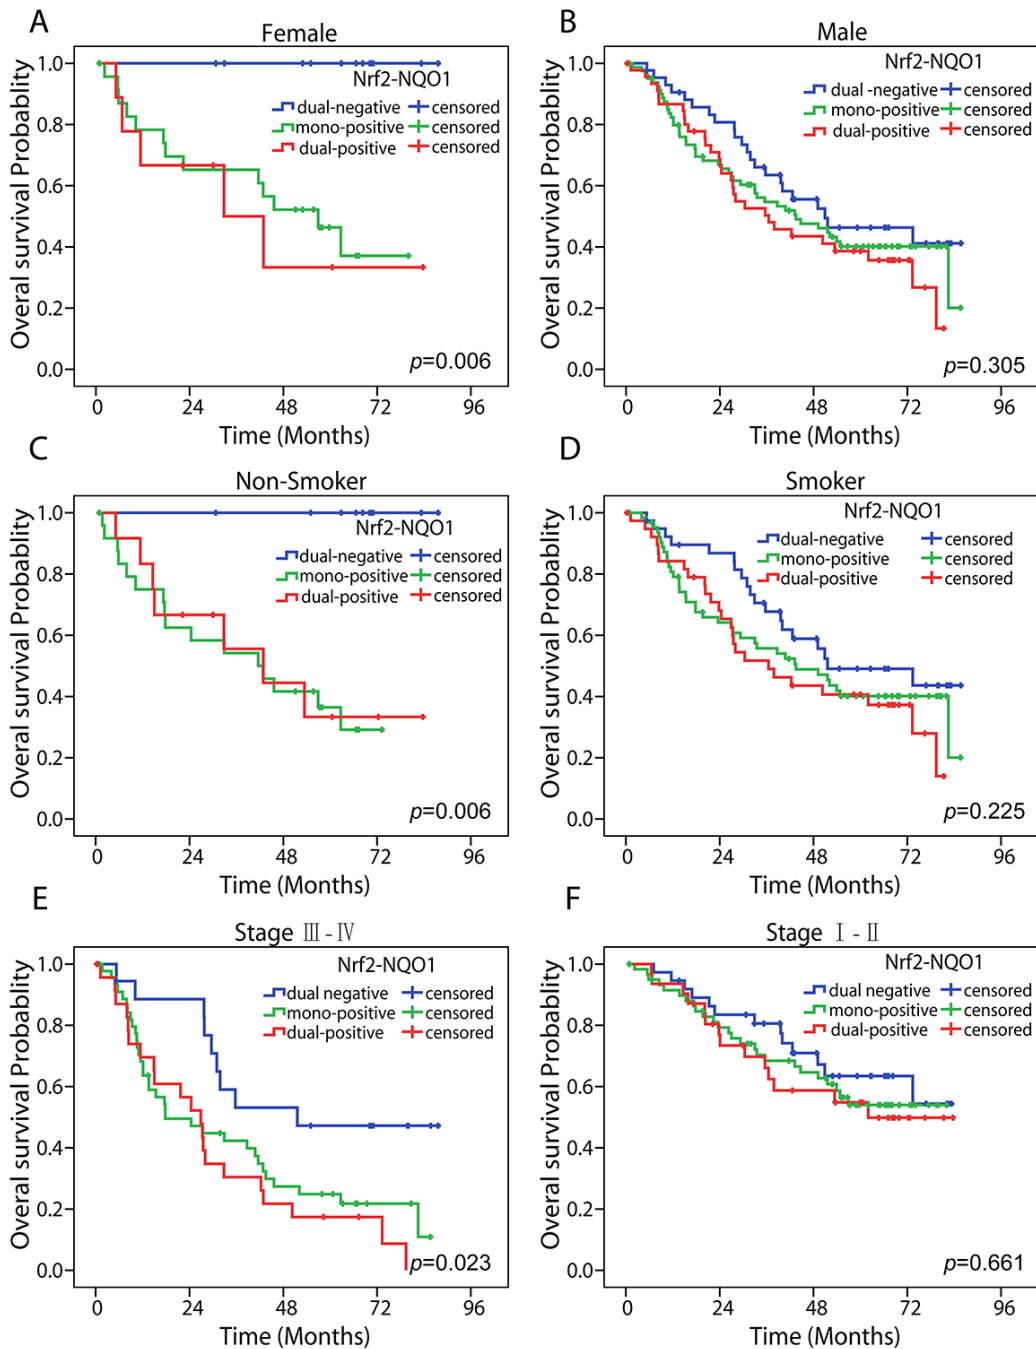 A
Female
Overal survival Probablity
1.0
0.8
0.6
0.4
0.2
0.0
Nrf2-NQO1
dual-negative censored
mono-positive censored
dual-positive censored
p=0.006
0 24 48 72 96
Time (Months)
B
Male
Overal survival Probablity
1.0
0.8
0.6
0.4
0.2
0.0
Nrf2-NQO1
dual -negative censored
mono-positive censored
dual-positive censored
p=0.305
0 24 48 72 96
Time (Months)
C
Non-Smoker
Overal survival Probablity
1.0
0.8
0.6
0.4
0.2
0.0
Nrf2-NQO1
dual-negative censored
mono-positive censored
dual-positive censored
p=0.006
0 24 48 72 96
Time (Months)
D
Smoker
Overal survival Probablity
1.0
0.8
0.6
0.4
0.2
0.0
Nrf2-NQO1
dual-negative censored
mono-positive censored
dual-positive censored
p=0.225
0 24 48 72 96
Time (Months)
E
Stage Ⅲ - Ⅳ
Overal survival Probablity
1.0
0.8
0.6
0.4
0.2
0.0
Nrf2-NQO1
dual negative censored
mono-positive censored
dual-positive censored
p=0.023
0 24 48 72 96
Time (Months)
F
Stage Ⅰ - Ⅱ
Overal survival Probablity
1.0
0.8
0.6
0.4
0.2
0.0
Nrf2-NQO1
dual negative censored
mono-positive censored
dual-positive censored
p=0.661
0 24 48 72 96
Time (Months)